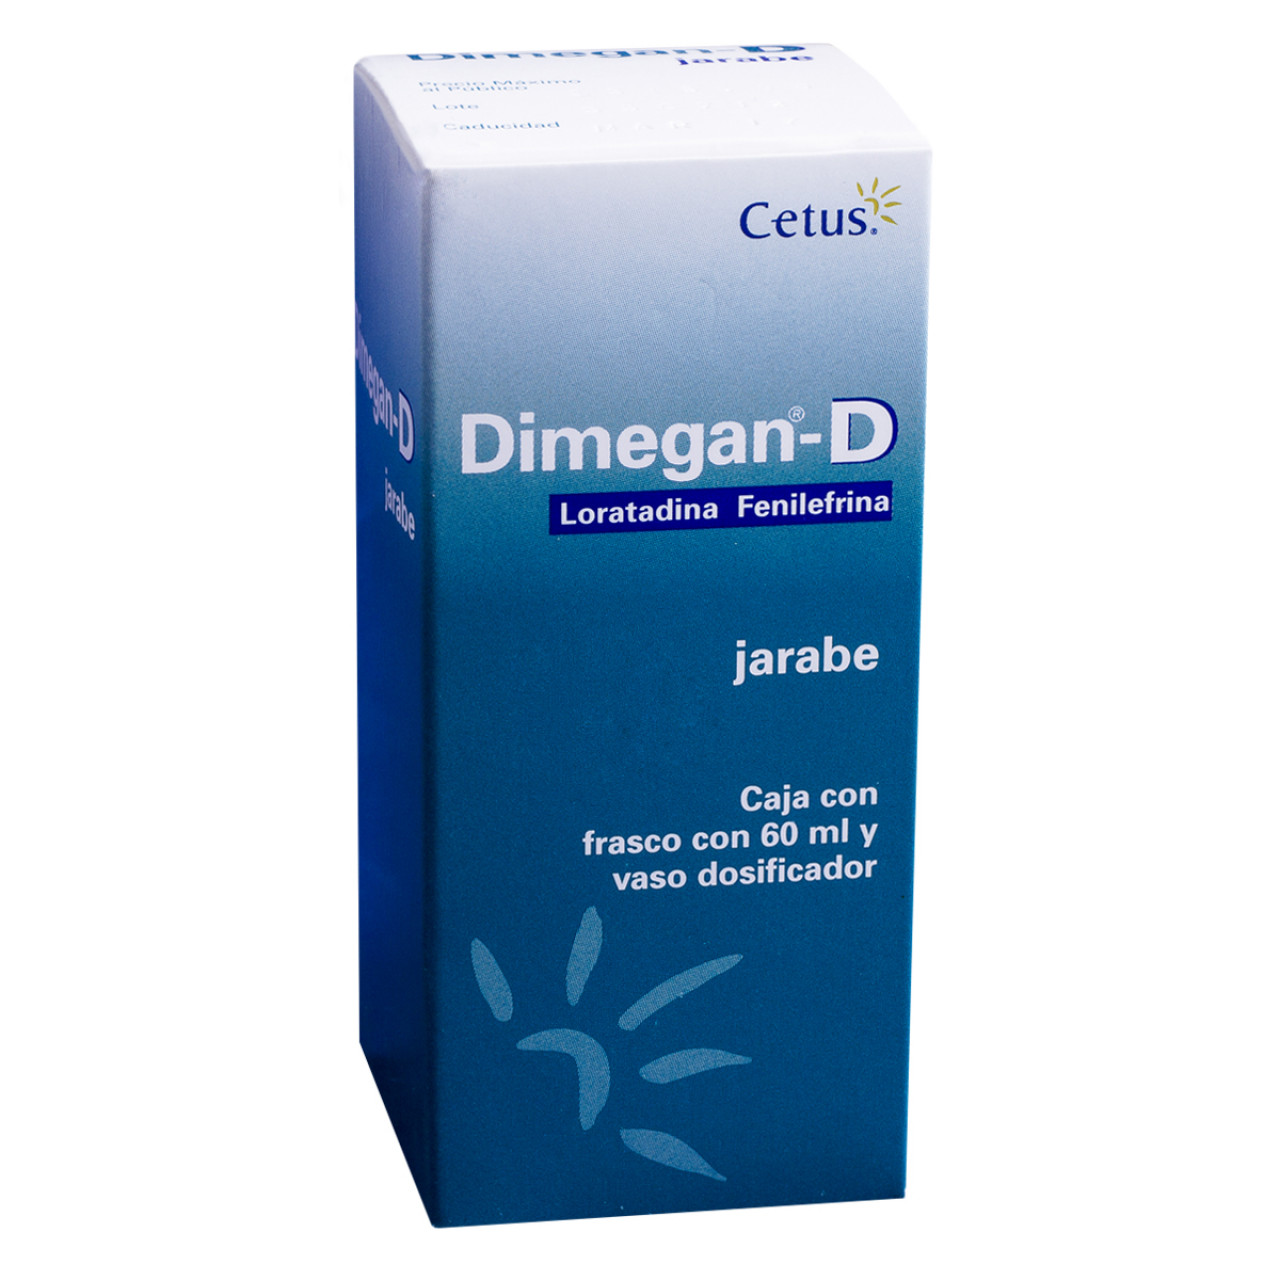 Dimegan-D
jarabe
Precio Máximo
al Público
Lote
Caducidad
Cetus®
Dimegan®-D
Loratadina Fenilefrina
jarabe
Caja con
frasco con 60 ml y
vaso dosificador
Dimegan-D
jarabe